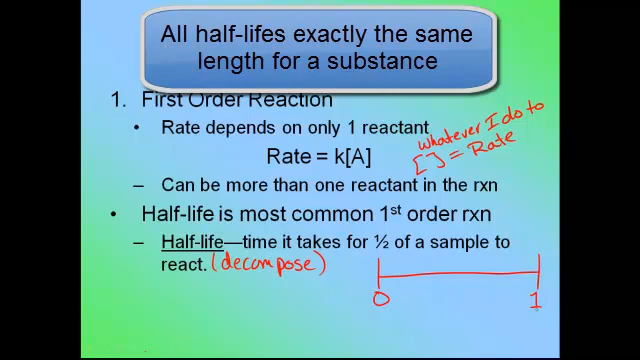 All half-lifes exactly the same
length for a substance
1. First Order Reaction
• Rate depends on only 1 reactant
Rate = k[A]
whatever I do to
[ ] = Rate
– Can be more than one reactant in the rxn
• Half-life is most common 1st order rxn
– Half-life—time it takes for ½ of a sample to
react. (decompose)
0 1